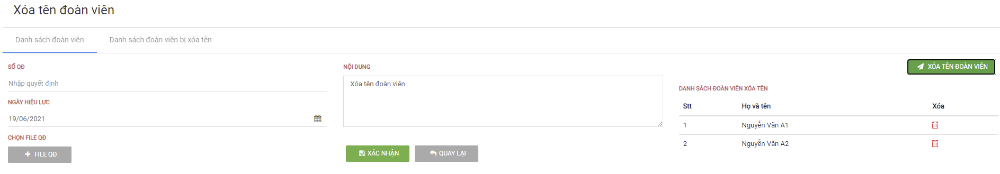 Xóa tên đoàn viên
Danh sách đoàn viên
Danh sách đoàn viên bị xóa tên
SỐ QĐ
Nhập quyết định
NGÀY HIỆU LỰC
19/06/2021
CHỌN FILE QĐ
FILE QĐ
NỘI DUNG
Xóa tên đoàn viên
XÁC NHẬN
QUAY LẠI
XÓA TÊN ĐOÀN VIÊN
DANH SÁCH ĐOÀN VIÊN XÓA TÊN
Stt Họ và tên Xóa
1 Nguyễn Văn A1
2 Nguyễn Văn A2